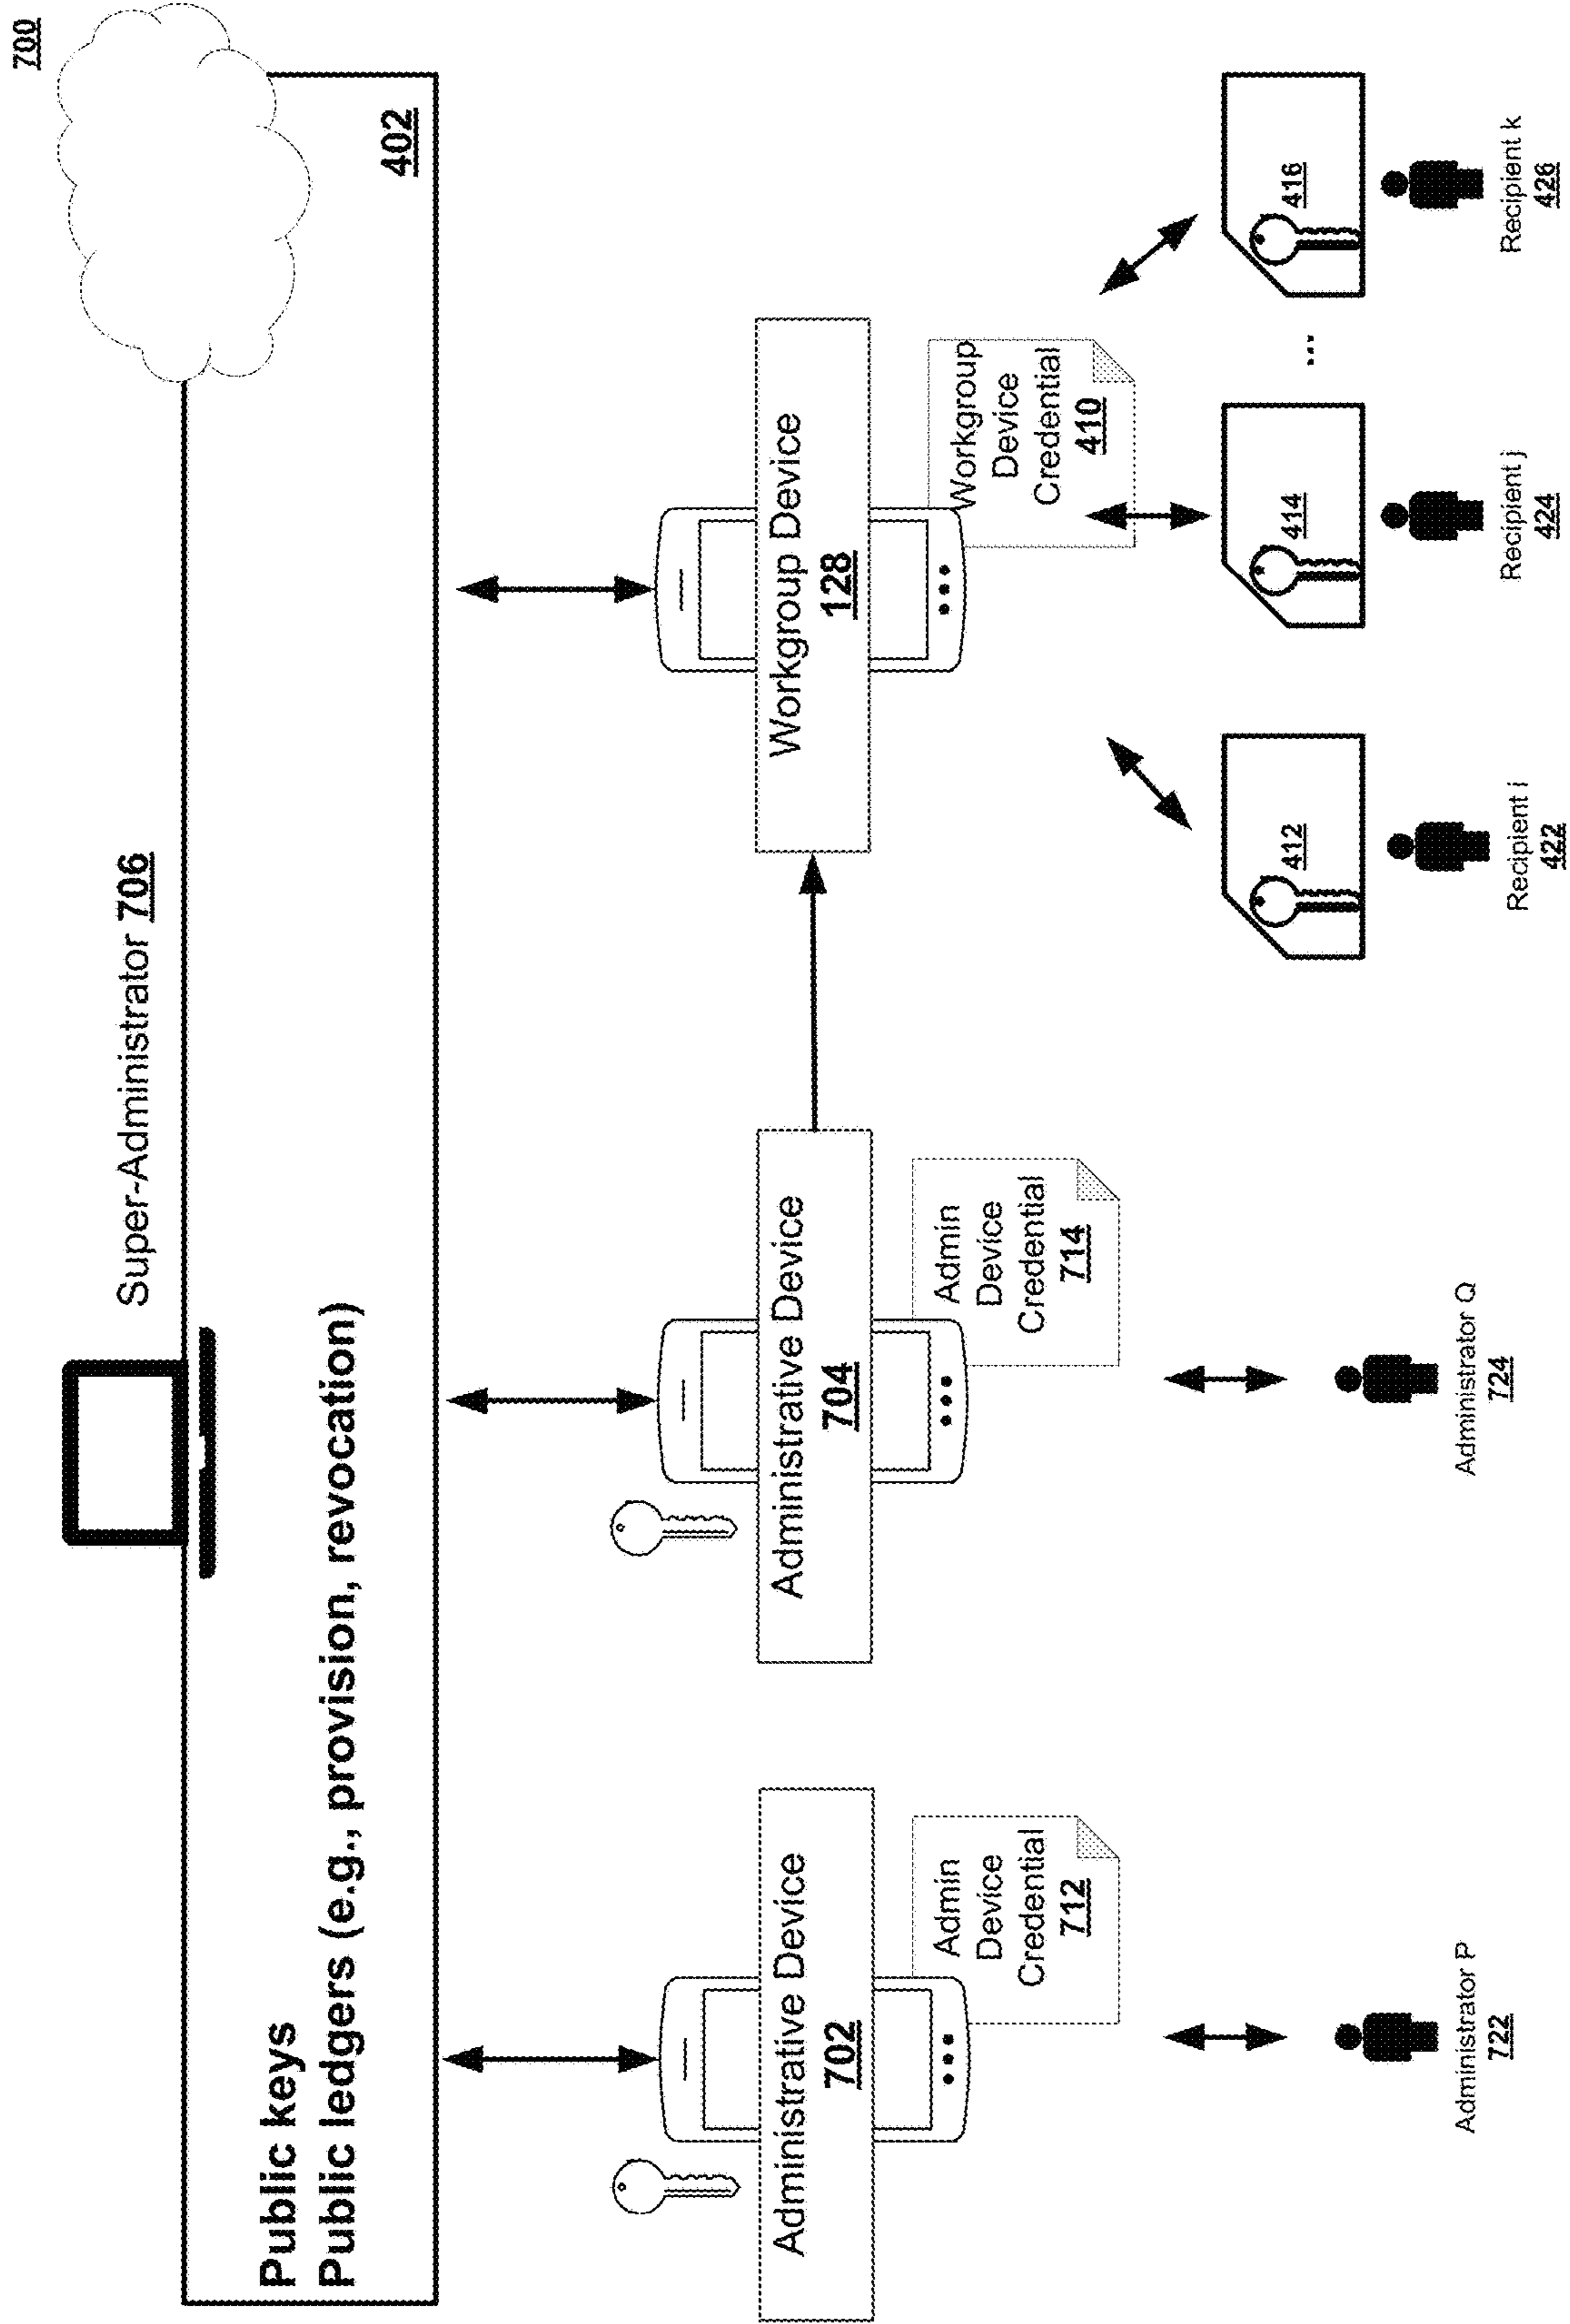 700
Super-Administrator 706
Public keys
Public ledgers (e.g., provision, revocation)
402
Administrative Device
702
Admin
Device
Credential
712
Administrator P
722
Administrative Device
704
Admin
Device
Credential
714
Administrator Q
724
Workgroup Device
128
Workgroup
Device
Credential
410
412
Recipient i
422
414
Recipient j
424
...
416
Recipient k
426